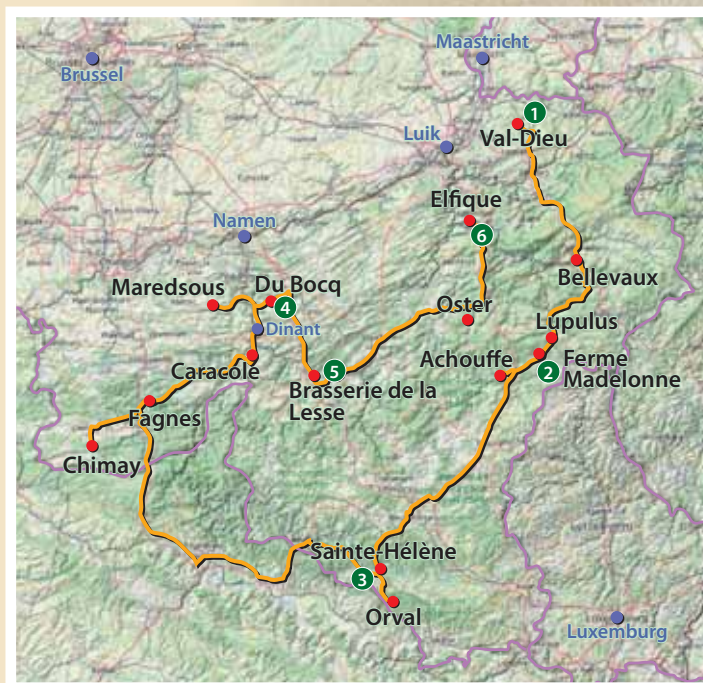 Maastricht
Brussel
1
Val-Dieu
Luik
Elfique
6
Namen
Bellevaux
Maredsous
Du Bocq
4
Dinant
Oster
Lupulus
Caracole
5
Achouffe
2
Ferme
Madelonne
Brasserie de la
Lesse
Fagnes
Chimay
Sainte-Hélène
3
Orval
Luxemburg